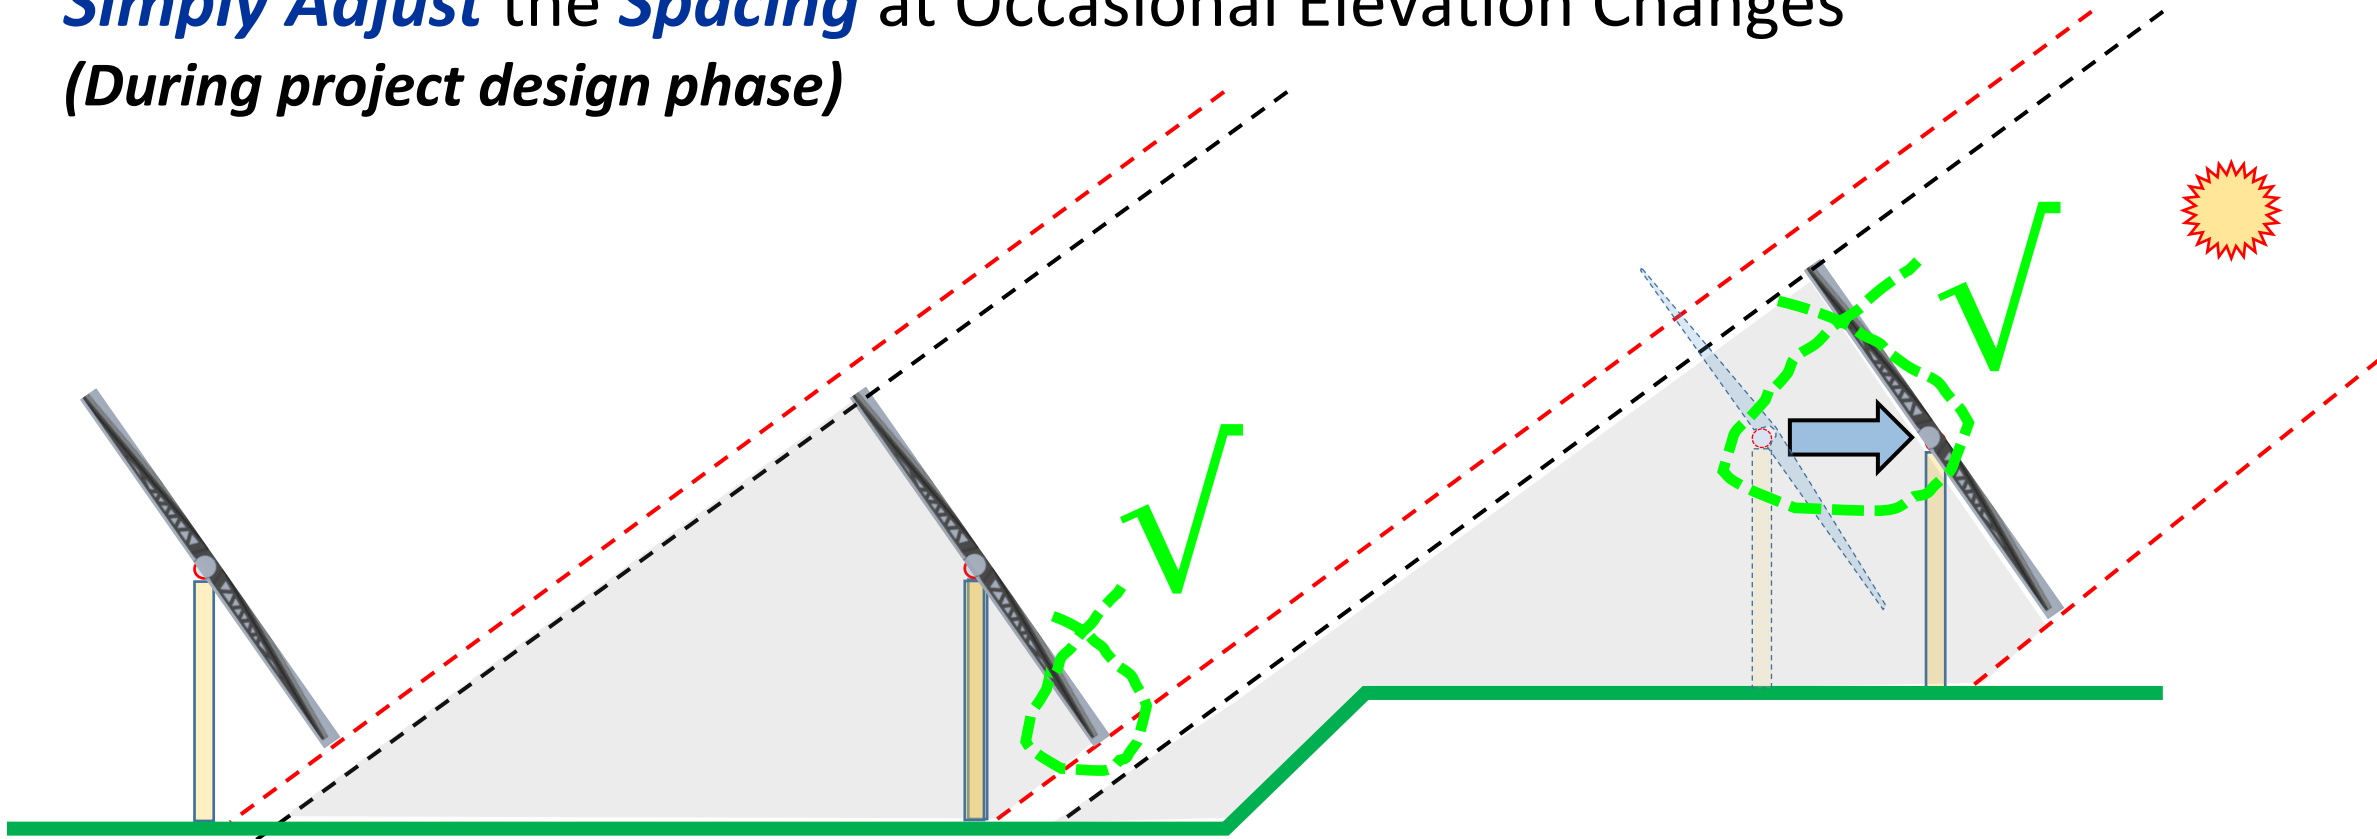 Simply Adjust the Spacing at Occasional Elevation Changes
(During project design phase)